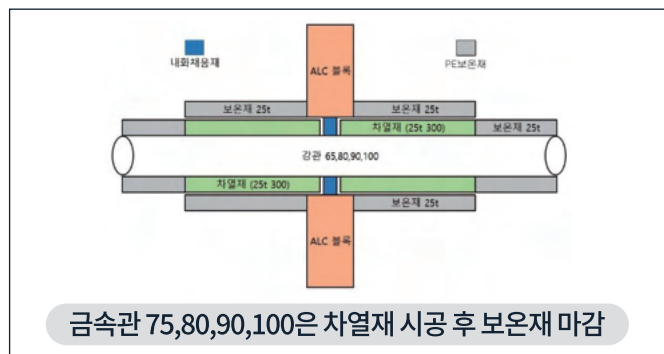 내화채움재
ALC 블록
PE보온재
보온재 25t
보온재 25t
차열재 (25t 300)
보온재 25t
강관 65,80,90,100
차열재 (25t 300)
보온재 25t
ALC 블록
금속관 75,80,90,100은 차열재 시공 후 보온재 마감